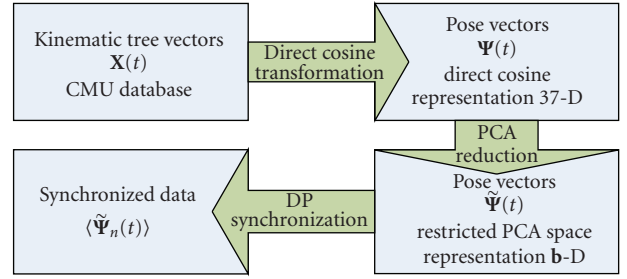 Kinematic tree vectors
X(t)
CMU database
Direct cosine
transformation
Pose vectors
Ψ(t)
direct cosine
representation 37-D
PCA
reduction
Pose vectors
Ψ̃(t)
restricted PCA space
representation b-D
DP
synchronization
Synchronized data
⟨Ψ̃ₙ(t)⟩